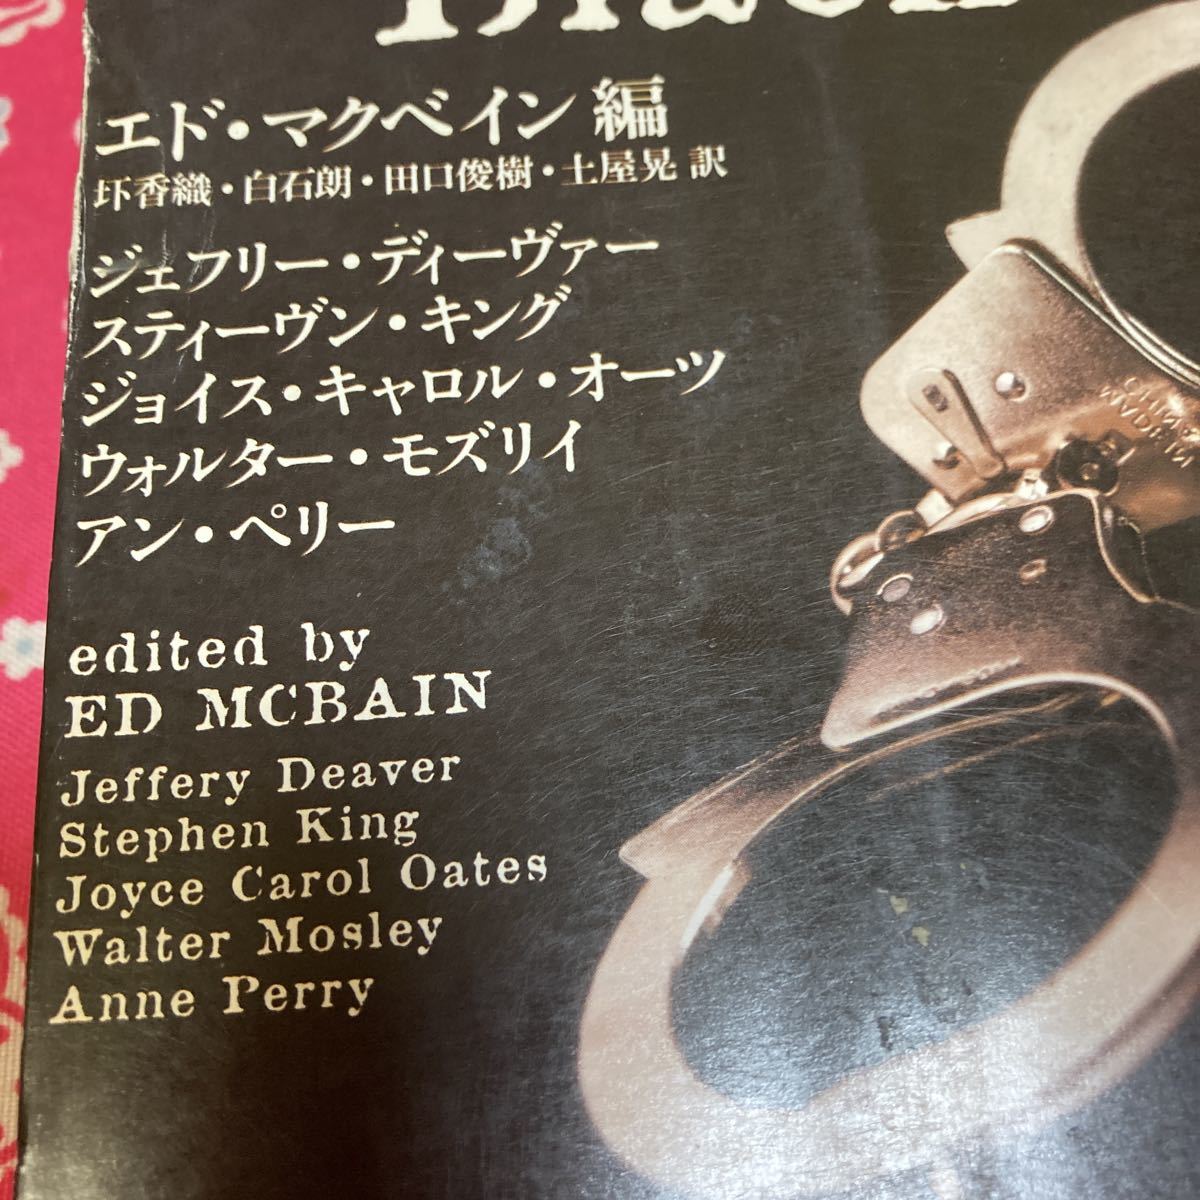 エド・マクベイン 編
圷香織・白石朗・田口俊樹・土屋晃 訳
ジェフリー・ディーヴァー
スティーヴン・キング
ジョイス・キャロル・オーツ
ウォルター・モズリイ
アン・ペリー
edited by
ED MCBAIN
Jeffery Deaver
Stephen King
Joyce Carol Oates
Walter Mosley
Anne Perry